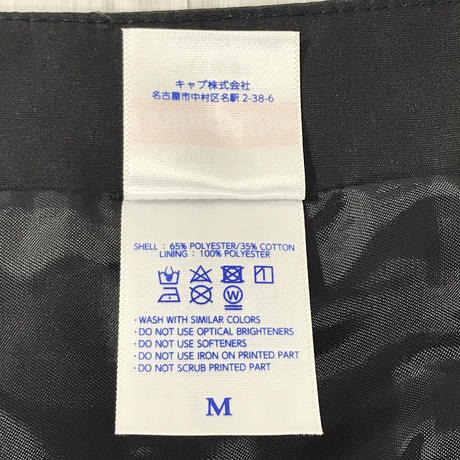 キャブ株式会社
名古屋市中村区名駅 2-38-6
SHELL : 65% POLYESTER/35% COTTON
LINING : 100% POLYESTER
W
・WASH WITH SIMILAR COLORS
・DO NOT USE OPTICAL BRIGHTENERS
・DO NOT USE SOFTENERS
・DO NOT USE IRON ON PRINTED PART
・DO NOT SCRUB PRINTED PART
M